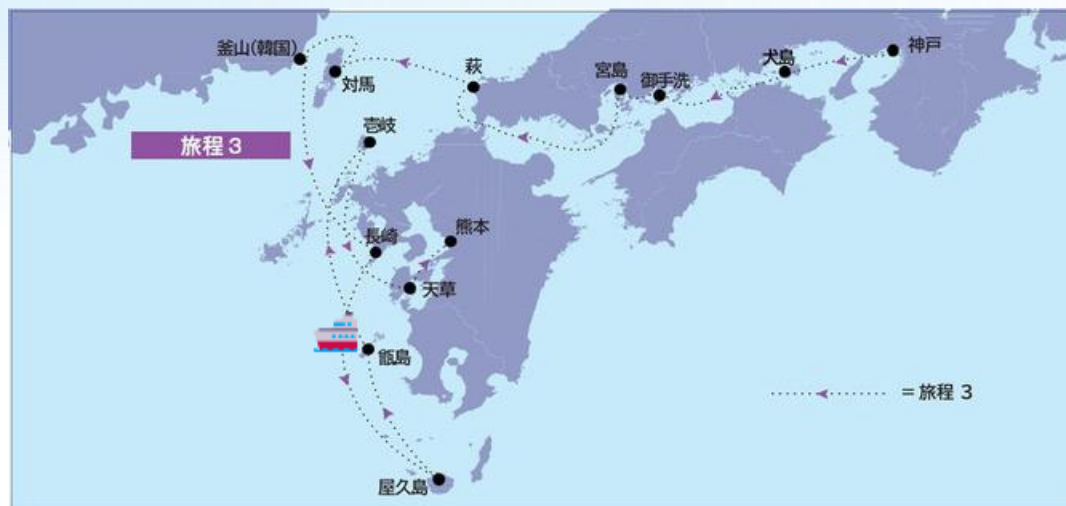 釜山(韓国)
対馬
萩
宮島
御手洗
犬島
神戸
壱岐
旅程3
長崎
熊本
天草
甑島
屋久島
= 旅程 3